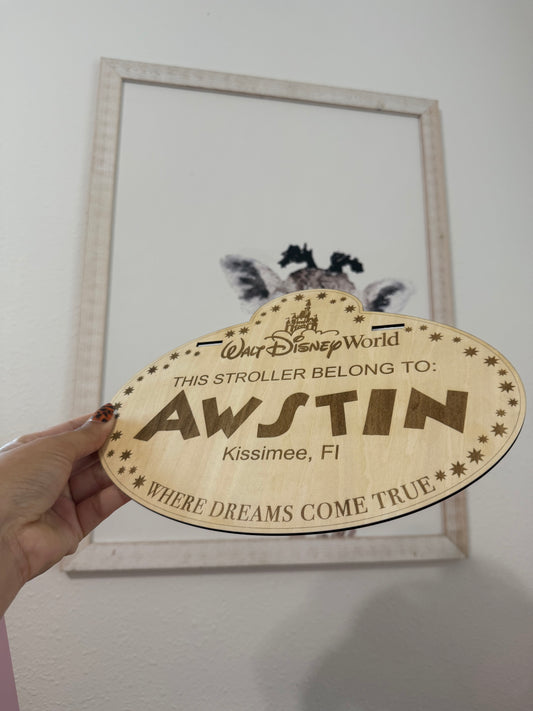 Walt Disney World
THIS STROLLER BELONG TO:
AWSTIN
Kissimee, Fl
WHERE DREAMS COME TRUE